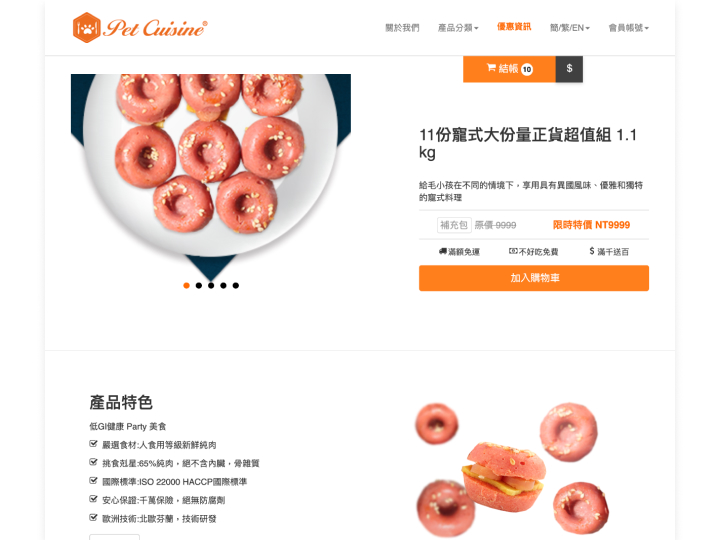 Pet Cuisine®
關於我們
產品分類
優惠資訊
簡/繁/EN
會員帳號
結帳 10
$
11份寵式大份量正貨超值組 1.1
kg
給毛小孩在不同的情境下，享用具有異國風味、優雅和獨特
的寵式料理
補充包 原價 9999
限時特價 NT9999
滿額免運
不好吃免費
$ 滿千送百
加入購物車
產品特色
低GI健康 Party 美食
嚴選食材:人食用等級新鮮純肉
挑食剋星:65%純肉，絕不含內臟，骨雜質
國際標準:ISO 22000 HACCP國際標準
安心保證:千萬保險，絕無防腐劑
歐洲技術:北歐芬蘭，技術研發